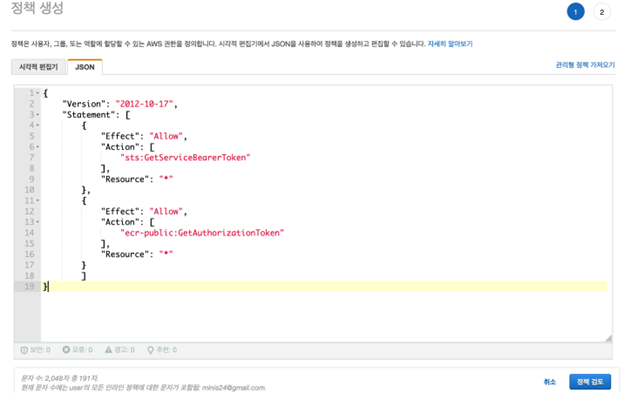 정책 생성
1 2
정책은 사용자, 그룹, 또는 역할에 할당할 수 있는 AWS 권한을 정의합니다. 시각적 편집기에서 JSON을 사용하여 정책을 생성하고 편집할 수 있습니다. 자세히 알아보기
시각적 편집기 JSON 관리형 정책 가져오기
1 {
2 "Version": "2012-10-17",
3 "Statement": [
4 {
5 "Effect": "Allow",
6 "Action": [
7 "sts:GetServiceBearerToken"
8 ],
9 "Resource": "*"
10 },
11 {
12 "Effect": "Allow",
13 "Action": [
14 "ecr-public:GetAuthorizationToken"
15 ],
16 "Resource": "*"
17 }
18 ]
19 }
보안: 0 오류: 0 경고: 0 추천: 0
문자 수: 2,048자 중 191자.
현재 문자 수에는 user의 모든 인라인 정책에 대한 문자가 포함됨: minis24@gmail.com.
취소 정책 검토